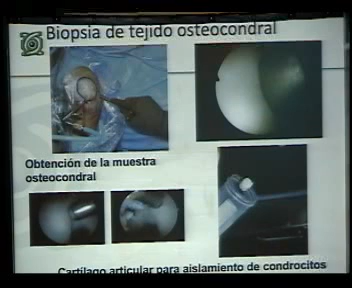 Biopsia de tejido osteocondral
Obtención de la muestra
osteocondral
Cartílago articular para aislamiento de condrocitos